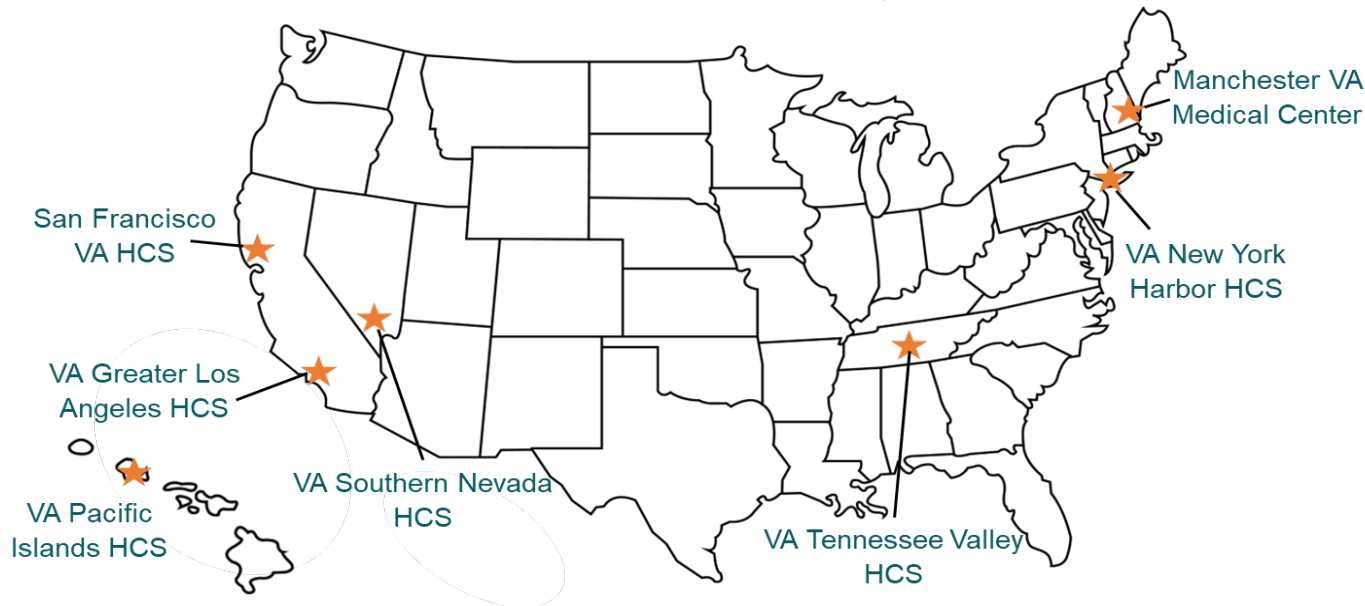 Manchester VA
Medical Center
San Francisco
VA HCS
VA New York
Harbor HCS
VA Greater Los
Angeles HCS
VA Southern Nevada
HCS
VA Pacific
Islands HCS
VA Tennessee Valley
HCS